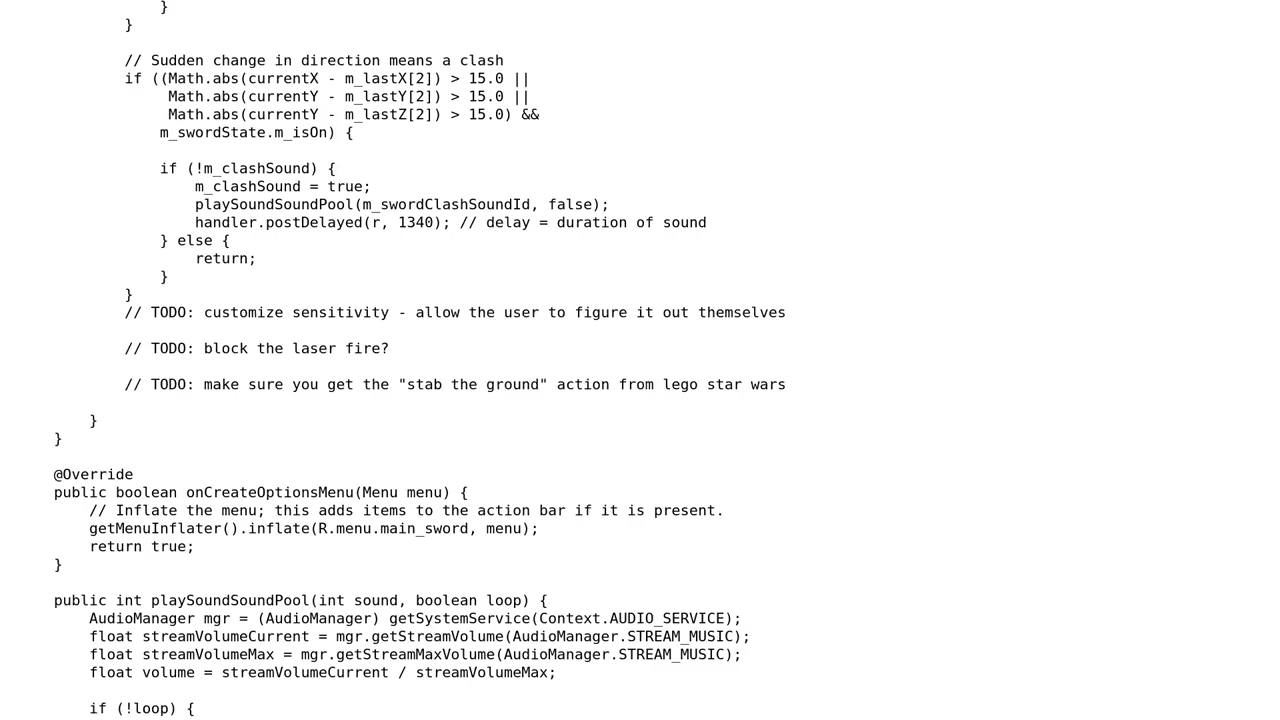 }
        }

        // Sudden change in direction means a clash
        if ((Math.abs(currentX - m_lastX[2]) > 15.0 ||
             Math.abs(currentY - m_lastY[2]) > 15.0 ||
             Math.abs(currentY - m_lastZ[2]) > 15.0) &&
            m_swordState.m_isOn) {

            if (!m_clashSound) {
                m_clashSound = true;
                playSoundSoundPool(m_swordClashSoundId, false);
                handler.postDelayed(r, 1340); // delay = duration of sound
            } else {
                return;
            }
        }
        // TODO: customize sensitivity - allow the user to figure it out themselves

        // TODO: block the laser fire?

        // TODO: make sure you get the "stab the ground" action from lego star wars

    }
}

@Override
public boolean onCreateOptionsMenu(Menu menu) {
    // Inflate the menu; this adds items to the action bar if it is present.
    getMenuInflater().inflate(R.menu.main_sword, menu);
    return true;
}

public int playSoundSoundPool(int sound, boolean loop) {
    AudioManager mgr = (AudioManager) getSystemService(Context.AUDIO_SERVICE);
    float streamVolumeCurrent = mgr.getStreamVolume(AudioManager.STREAM_MUSIC);
    float streamVolumeMax = mgr.getStreamMaxVolume(AudioManager.STREAM_MUSIC);
    float volume = streamVolumeCurrent / streamVolumeMax;

    if (!loop) {